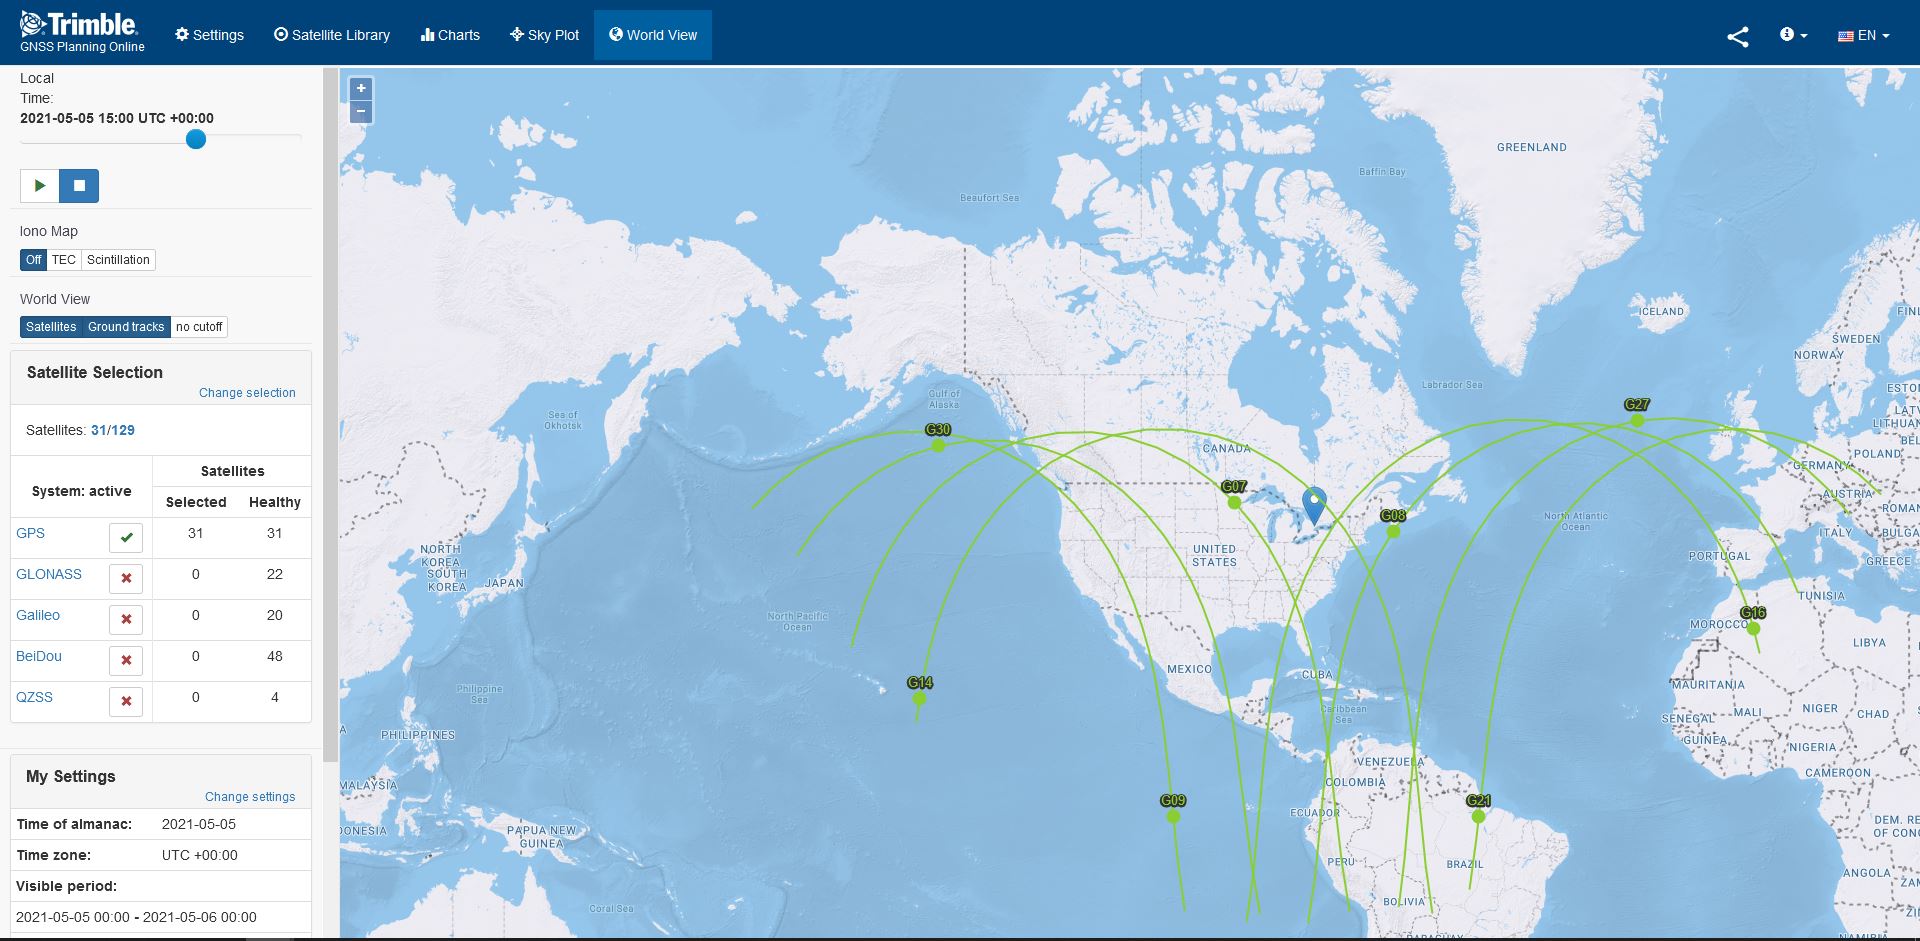 Trimble.
GNSS Planning Online
Settings
Satellite Library
Charts
Sky Plot
World View
EN
Local
Time:
2021-05-05 15:00 UTC +00:00
Iono Map
Off TEC Scintillation
World View
Satellites Ground tracks no cutoff
Satellite Selection
Change selection
Satellites: 31/129
System: active
Satellites
Selected Healthy
GPS 31 31
GLONASS 0 22
Galileo 0 20
BeiDou 0 48
QZSS 0 4
My Settings
Change settings
Time of almanac: 2021-05-05
Time zone: UTC +00:00
Visible period:
2021-05-05 00:00 - 2021-05-06 00:00
+
−
GREENLAND
Baffin Bay
Beaufort Sea
ICELAND
FIN
SWEDEN
NORWAY
Labrador Sea
ESTO
LATV
LITHUAN
BEL
Gulf of
Alaska
Sea of
Okhotsk
G27
G30
CANADA
POLAND
GERMANY
G07
AUSTRIA
ROMAN
G08
North Atlantic
Ocean
ITALY
BULGA
NORTH
KOREA
SOUTH
KOREA
JAPAN
UNITED
STATES
PORTUGAL
GREECE
TUNISIA
North Pacific
Ocean
G16
MOROCCO
LIBYA
MEXICO
CUBA
G14
Philippine
Sea
MAURITANIA
Caribbean
Sea
MALI
NIGER
CHAD
SENEGAL
GUINEA
PHILIPPINES
A
NIGERIA
VENEZUELA
COLOMBIA
CAMEROON
MALAYSIA
G09
G21
ECUADOR
DONESIA
PAPUA NEW
GUINEA
DEM. RE
OF CONG
PERU
BRAZIL
ANGOLA
ZAM
BOLIVIA
Coral Sea
PARAGUAY
NAMIBIA